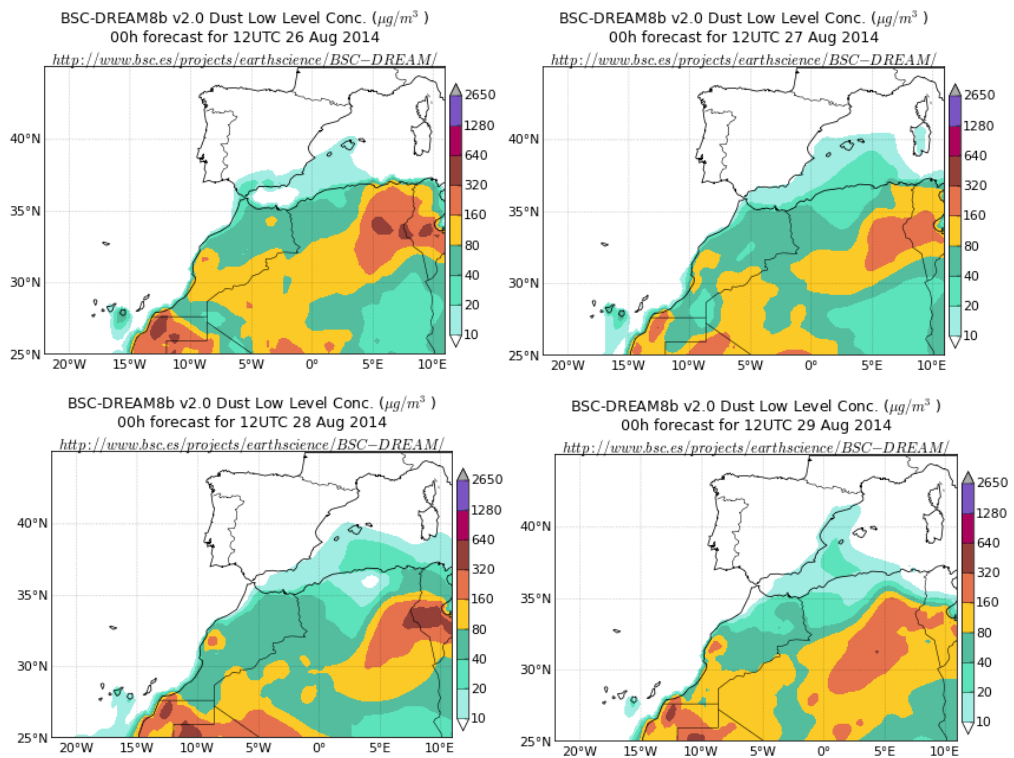 BSC-DREAM8b v2.0 Dust Low Level Conc. (μg/m³ )
00h forecast for 12UTC 26 Aug 2014
http://www.bsc.es/projects/earthscience/BSC−DREAM/
40°N
35°N
30°N
25°N
20°W
15°W
10°W
5°W
0°
5°E
10°E
2650
1280
640
320
160
80
40
20
10
BSC-DREAM8b v2.0 Dust Low Level Conc. (μg/m³ )
00h forecast for 12UTC 27 Aug 2014
http://www.bsc.es/projects/earthscience/BSC−DREAM/
40°N
35°N
30°N
25°N
20°W
15°W
10°W
5°W
0°
5°E
10°E
2650
1280
640
320
160
80
40
20
10
BSC-DREAM8b v2.0 Dust Low Level Conc. (μg/m³ )
00h forecast for 12UTC 28 Aug 2014
http://www.bsc.es/projects/earthscience/BSC−DREAM/
40°N
35°N
30°N
25°N
20°W
15°W
10°W
5°W
0°
5°E
10°E
2650
1280
640
320
160
80
40
20
10
BSC-DREAM8b v2.0 Dust Low Level Conc. (μg/m³ )
00h forecast for 12UTC 29 Aug 2014
http://www.bsc.es/projects/earthscience/BSC−DREAM/
40°N
35°N
30°N
25°N
20°W
15°W
10°W
5°W
0°
5°E
10°E
2650
1280
640
320
160
80
40
20
10